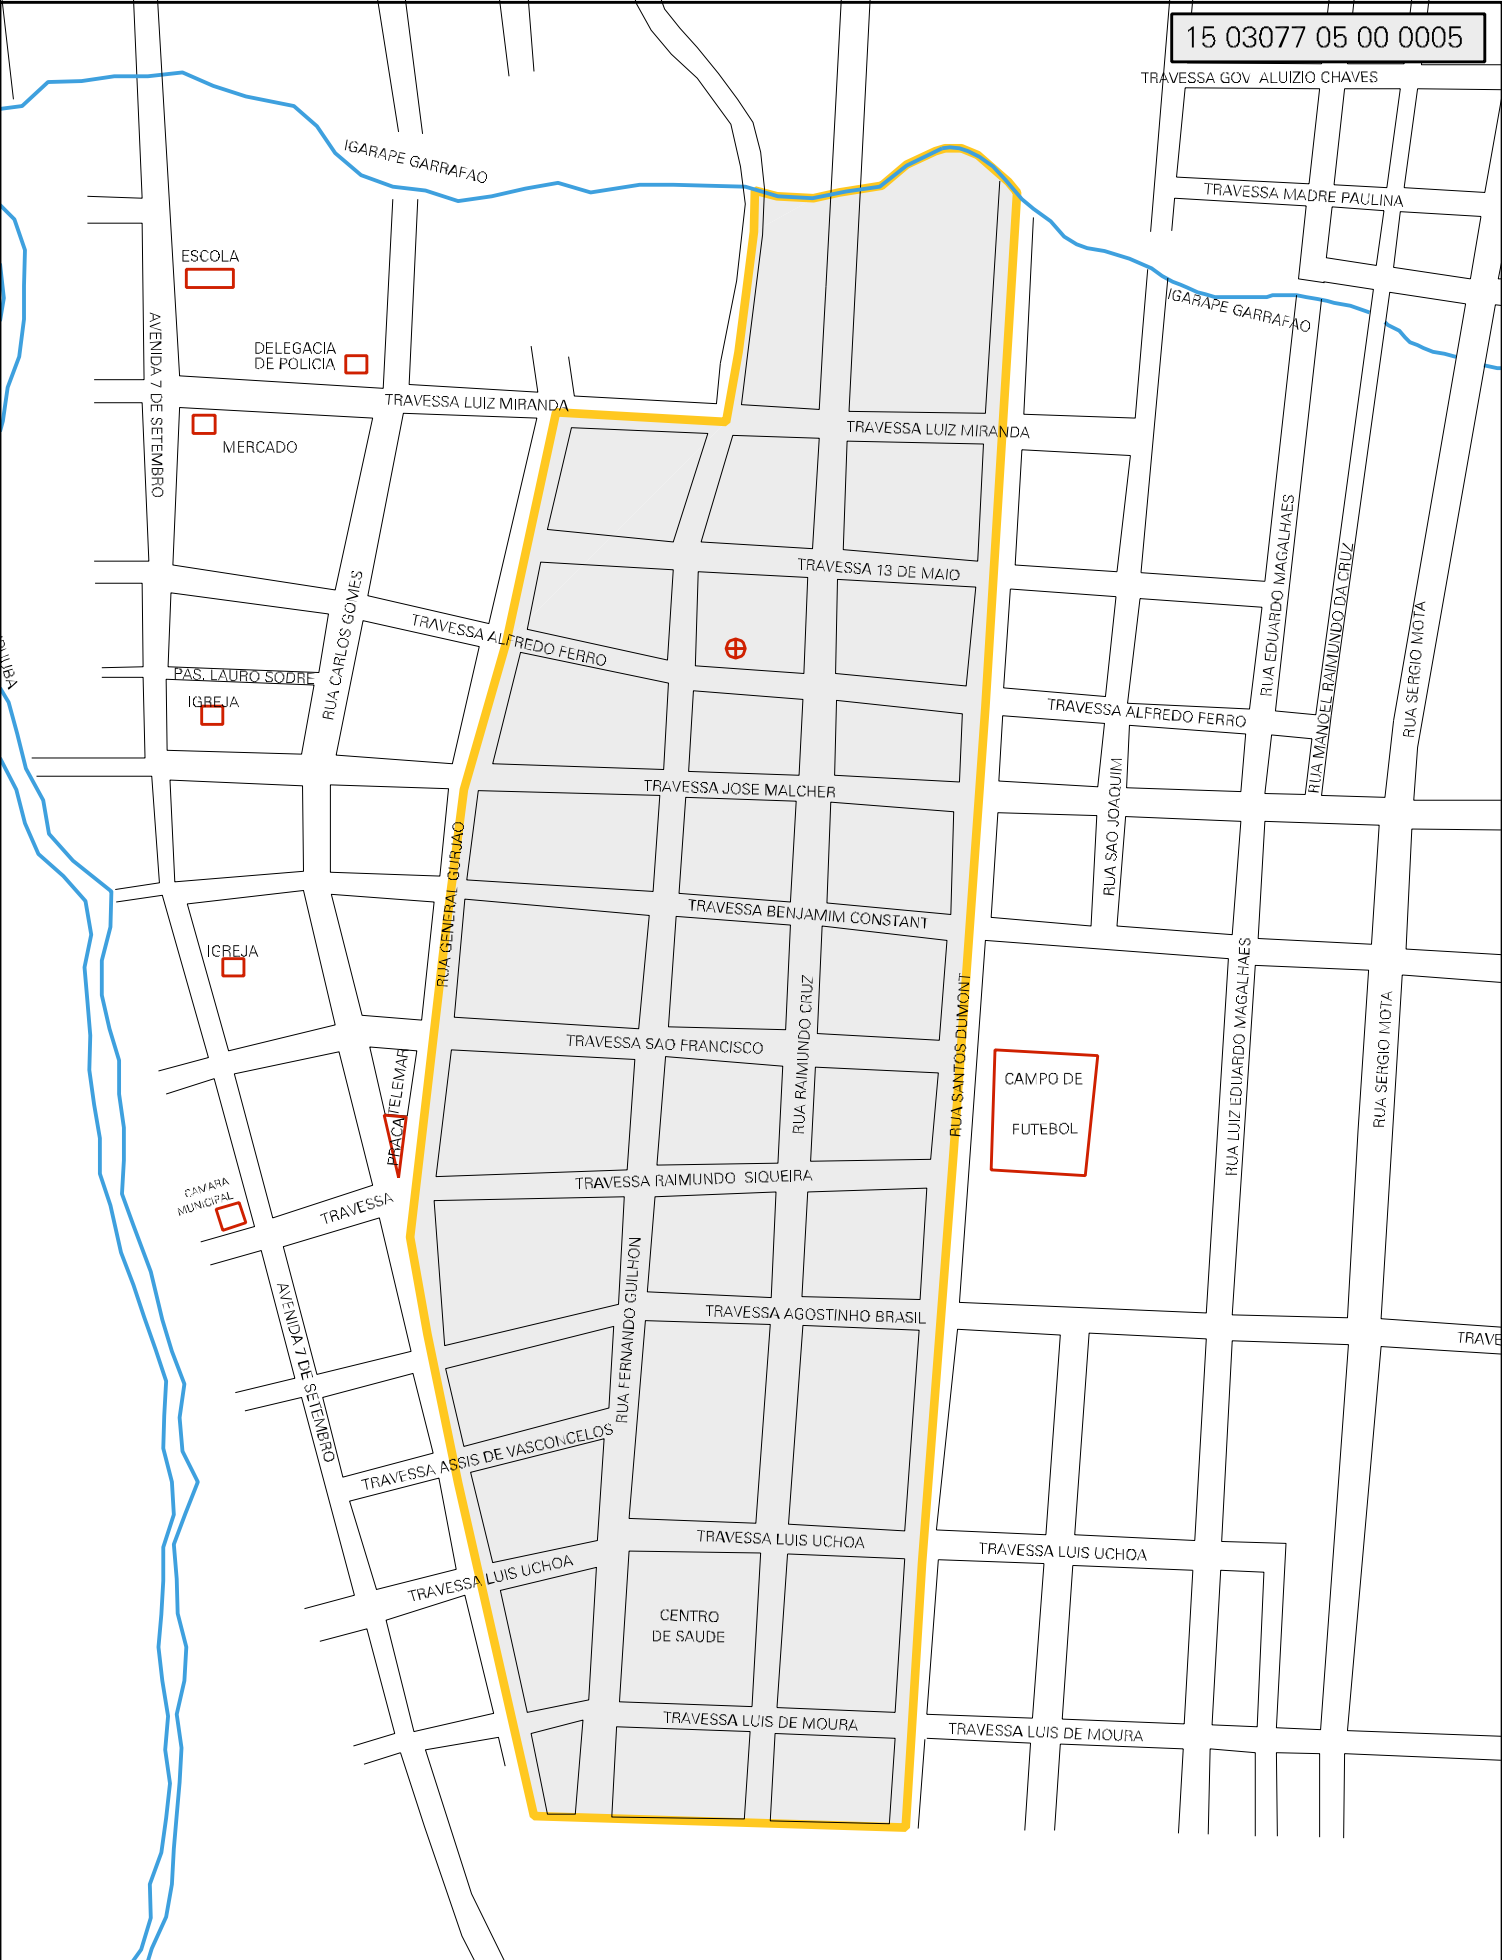 15 03077 05 00 0005
TRAVESSA GOV ALUIZIO CHAVES
IGARAPE GARRAFAO
TRAVESSA MADRE PAULINA
ESCOLA
IGARAPE GARRAFAO
DELEGACIA
DE POLICIA
AVENIDA 7 DE SETEMBRO
TRAVESSA LUIZ MIRANDA
TRAVESSA LUIZ MIRANDA
MERCADO
TRAVESSA 13 DE MAIO
RUA CARLOS GOMES
TRAVESSA ALFREDO FERRO
RUA EDUARDO MAGALHAES
RUA MANOEL RAIMUNDO DA CRUZ
RUA SERGIO MOTA
PAS. LAURO SODRE
IGREJA
TRAVESSA ALFREDO FERRO
TRAVESSA JOSE MALCHER
RUA SAO JOAQUIM
RUA GENERAL GURJAO
TRAVESSA BENJAMIM CONSTANT
IGREJA
RUA RAIMUNDO CRUZ
RUA SANTOS DUMONT
RUA LUIZ EDUARDO MAGALHAES
RUA SERGIO MOTA
TRAVESSA SAO FRANCISCO
PRACA TELEMAR
CAMPO DE
FUTEBOL
TRAVESSA RAIMUNDO SIQUEIRA
CAMARA
MUNICIPAL
TRAVESSA
RUA FERNANDO GUILHON
TRAVESSA AGOSTINHO BRASIL
TRAVE
AVENIDA 7 DE SETEMBRO
TRAVESSA ASSIS DE VASCONCELOS
TRAVESSA LUIS UCHOA
TRAVESSA LUIS UCHOA
TRAVESSA LUIS UCHOA
CENTRO
DE SAUDE
TRAVESSA LUIS DE MOURA
TRAVESSA LUIS DE MOURA